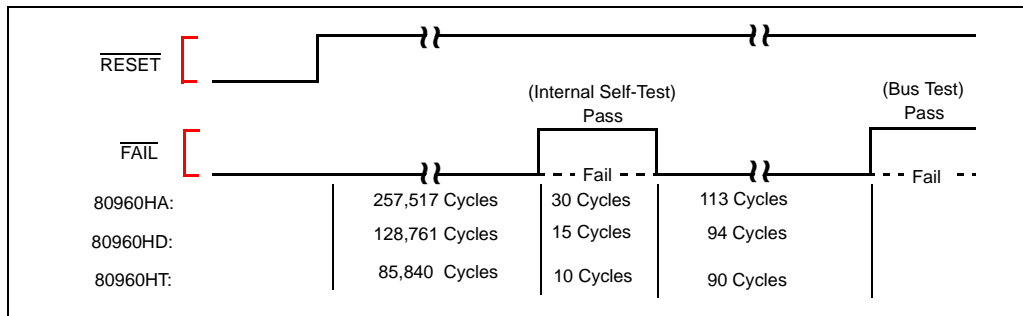 RESET
(Internal Self-Test)
Pass
(Bus Test)
Pass
FAIL
Fail
Fail
80960HA: 257,517 Cycles 30 Cycles 113 Cycles
80960HD: 128,761 Cycles 15 Cycles 94 Cycles
80960HT: 85,840 Cycles 10 Cycles 90 Cycles